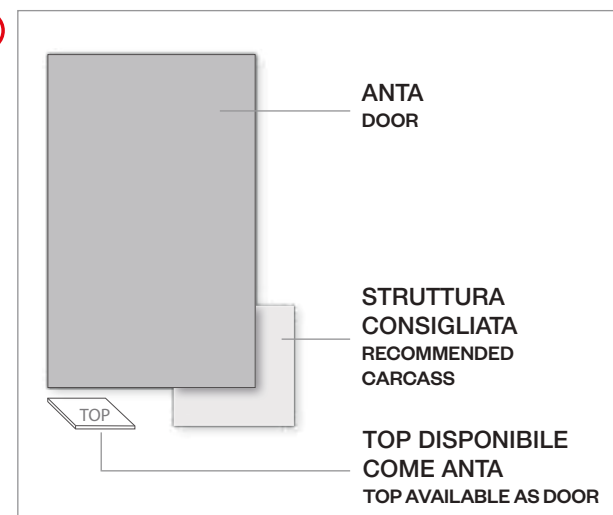 ANTA
DOOR
STRUTTURA
CONSIGLIATA
RECOMMENDED
CARCASS
TOP
TOP DISPONIBILE
COME ANTA
TOP AVAILABLE AS DOOR